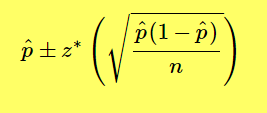 p̂ ± z* (√(p̂(1 − p̂)/n))